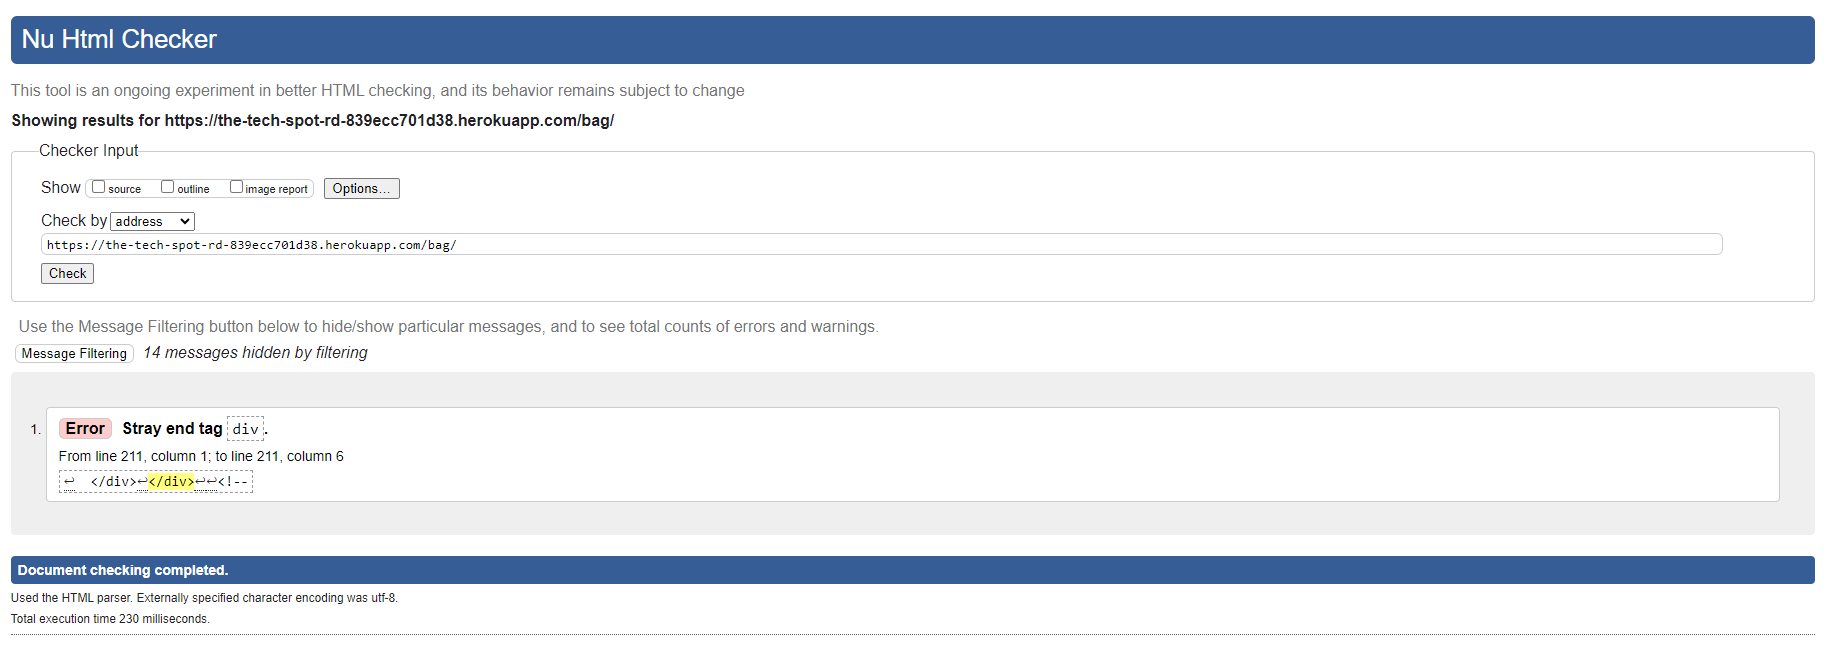 Nu Html Checker
This tool is an ongoing experiment in better HTML checking, and its behavior remains subject to change
Showing results for https://the-tech-spot-rd-839ecc701d38.herokuapp.com/bag/
Checker Input
Show source outline image report Options...
Check by address
https://the-tech-spot-rd-839ecc701d38.herokuapp.com/bag/
Check
Use the Message Filtering button below to hide/show particular messages, and to see total counts of errors and warnings.
Message Filtering 14 messages hidden by filtering
1. Error Stray end tag div.
From line 211, column 1; to line 211, column 6
↩ </div>↩</div>↩↩<!--
Document checking completed.
Used the HTML parser. Externally specified character encoding was utf-8.
Total execution time 230 milliseconds.